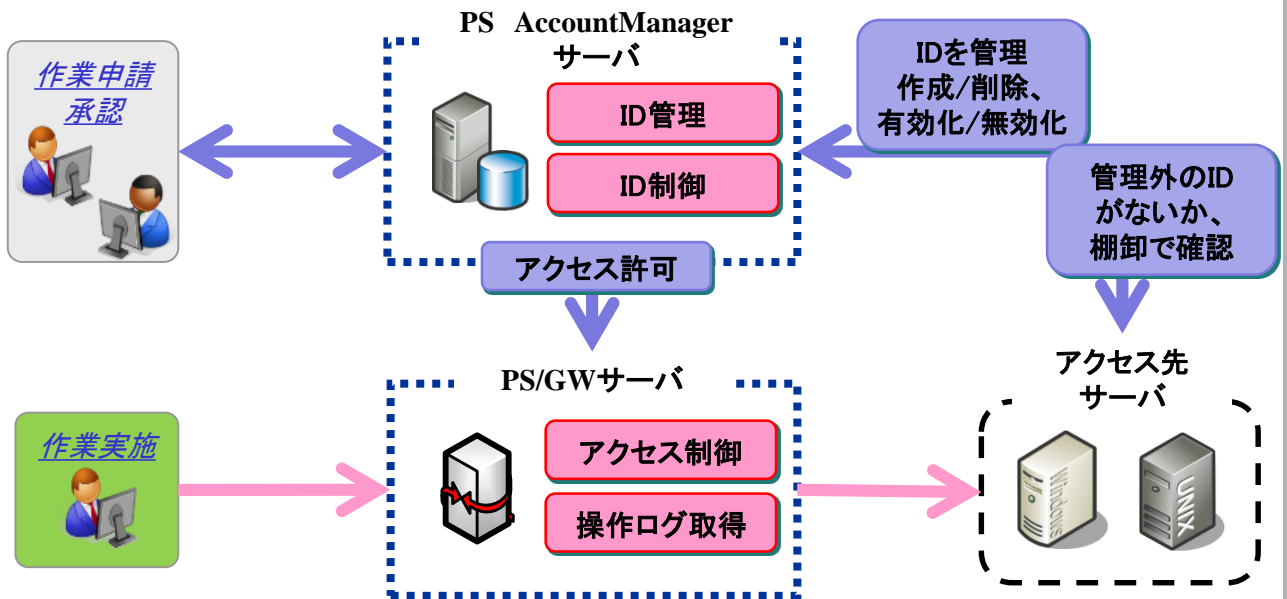 PS AccountManager
サーバ
作業申請
承認
ID管理
ID制御
IDを管理
作成/削除、
有効化/無効化
管理外のID
がないか、
棚卸で確認
アクセス許可
PS/GWサーバ
アクセス先
サーバ
作業実施
アクセス制御
操作ログ取得
Windows
UNIX